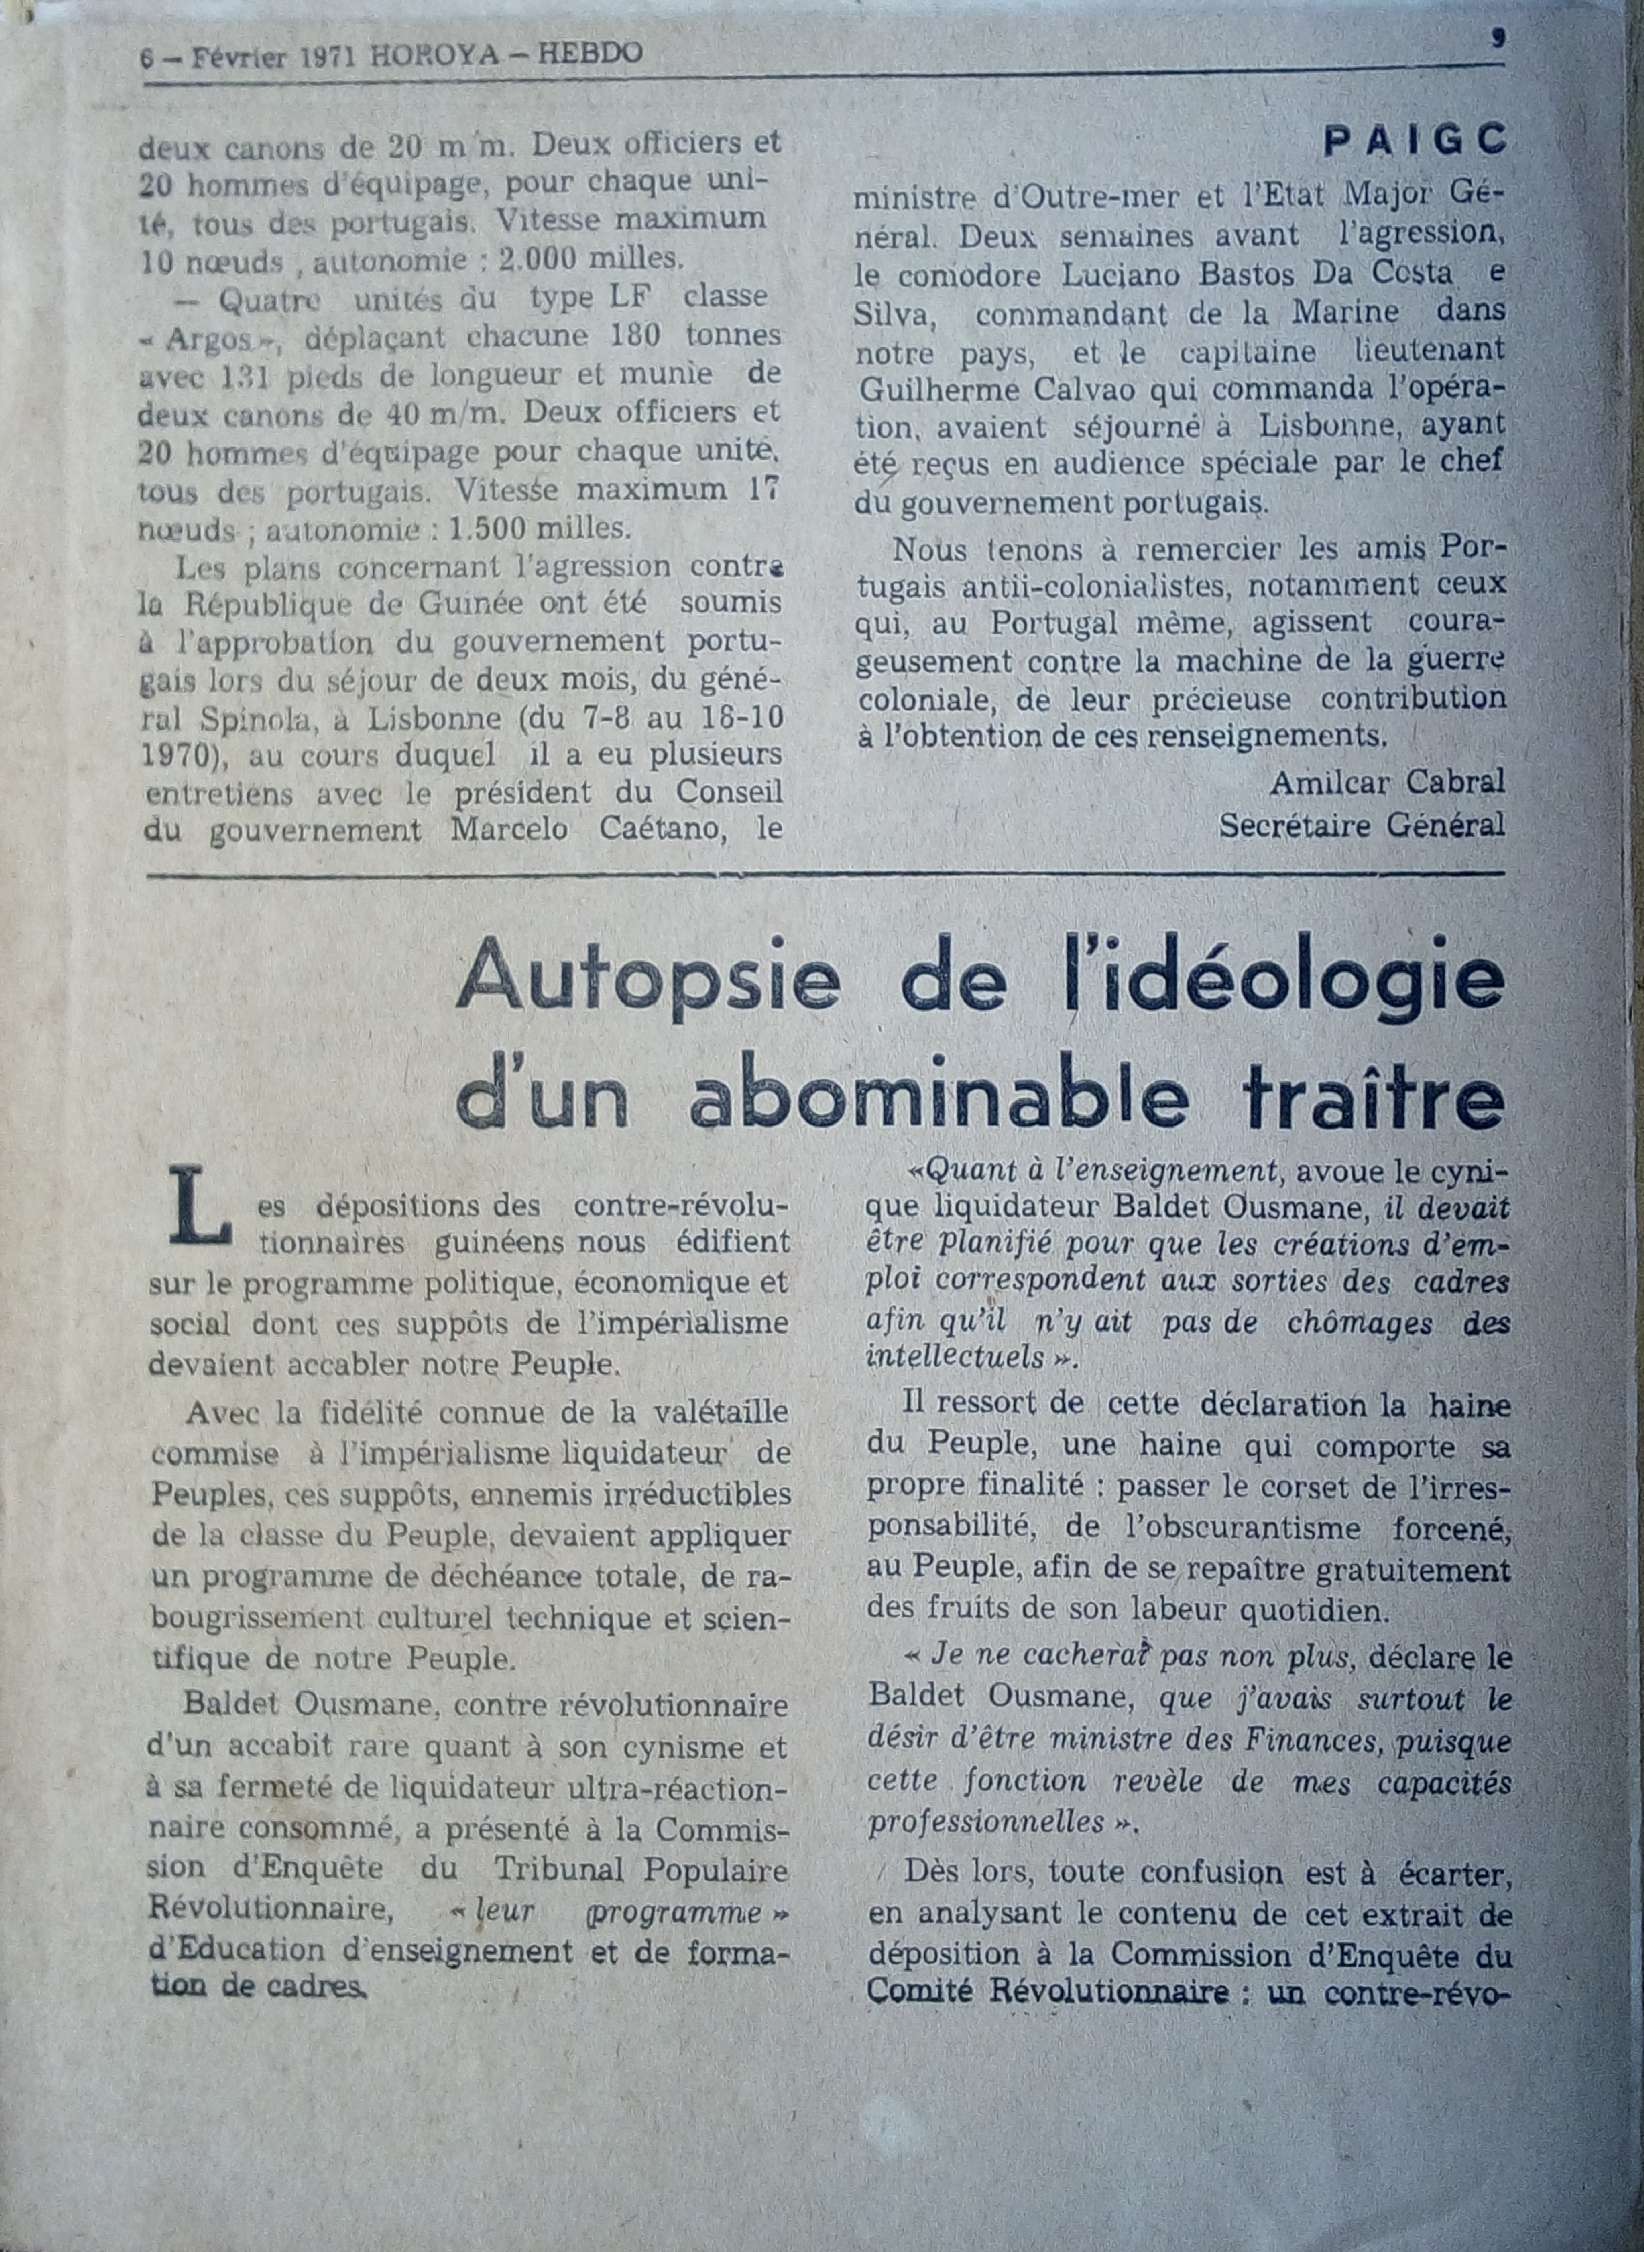 6 — Février 1971 HOROYA — HEBDO
9
deux canons de 20 m/m. Deux officiers et
20 hommes d'équipage, pour chaque uni-
té, tous des portugais. Vitesse maximum
10 nœuds , autonomie : 2.000 milles.
— Quatre unités du type LF classe
« Argos », déplaçant chacune 180 tonnes
avec 131 pieds de longueur et munie de
deux canons de 40 m/m. Deux officiers et
20 hommes d'équipage pour chaque unité,
tous des portugais. Vitesse maximum 17
nœuds ; autonomie : 1.500 milles.
Les plans concernant l'agression contre
la République de Guinée ont été soumis
à l'approbation du gouvernement portu-
gais lors du séjour de deux mois, du géné-
ral Spinola, à Lisbonne (du 7-8 au 16-10
1970), au cours duquel il a eu plusieurs
entretiens avec le président du Conseil
du gouvernement Marcelo Caétano, le
PAIGC
ministre d'Outre-mer et l'Etat Major Gé-
néral. Deux semaines avant l'agression,
le comodore Luciano Bastos Da Costa e
Silva, commandant de la Marine dans
notre pays, et le capitaine lieutenant
Guilherme Calvao qui commanda l'opéra-
tion, avaient séjourné à Lisbonne, ayant
été reçus en audience spéciale par le chef
du gouvernement portugais.
Nous tenons à remercier les amis Por-
tugais antii-colonialistes, notamment ceux
qui, au Portugal même, agissent coura-
geusement contre la machine de la guerre
coloniale, de leur précieuse contribution
à l'obtention de ces renseignements.
Amilcar Cabral
Secrétaire Général
Autopsie de l'idéologie
d'un abominable traître
Les dépositions des contre-révolu-
tionnaires guinéens nous édifient
sur le programme politique, économique et
social dont ces suppôts de l'impérialisme
devaient accabler notre Peuple.
Avec la fidélité connue de la valétaille
commise à l'impérialisme liquidateur de
Peuples, ces suppôts, ennemis irréductibles
de la classe du Peuple, devaient appliquer
un programme de déchéance totale, de ra-
bougrissement culturel technique et scien-
tifique de notre Peuple.
Baldet Ousmane, contre révolutionnaire
d'un accabit rare quant à son cynisme et
à sa fermeté de liquidateur ultra-réaction-
naire consommé, a présenté à la Commis-
sion d'Enquête du Tribunal Populaire
Révolutionnaire, « leur programme »
d'Education d'enseignement et de forma-
tion de cadres.
«Quant à l'enseignement, avoue le cyni-
que liquidateur Baldet Ousmane, il devait
être planifié pour que les créations d'em-
ploi correspondent aux sorties des cadres
afin qu'il n'y ait pas de chômages des
intellectuels ».
Il ressort de cette déclaration la haine
du Peuple, une haine qui comporte sa
propre finalité : passer le corset de l'irres-
ponsabilité, de l'obscurantisme forcené,
au Peuple, afin de se repaître gratuitement
des fruits de son labeur quotidien.
« Je ne cacherai pas non plus, déclare le
Baldet Ousmane, que j'avais surtout le
désir d'être ministre des Finances, puisque
cette fonction revèle de mes capacités
professionnelles ».
Dès lors, toute confusion est à écarter,
en analysant le contenu de cet extrait de
déposition à la Commission d'Enquête du
Comité Révolutionnaire : un contre-révo-